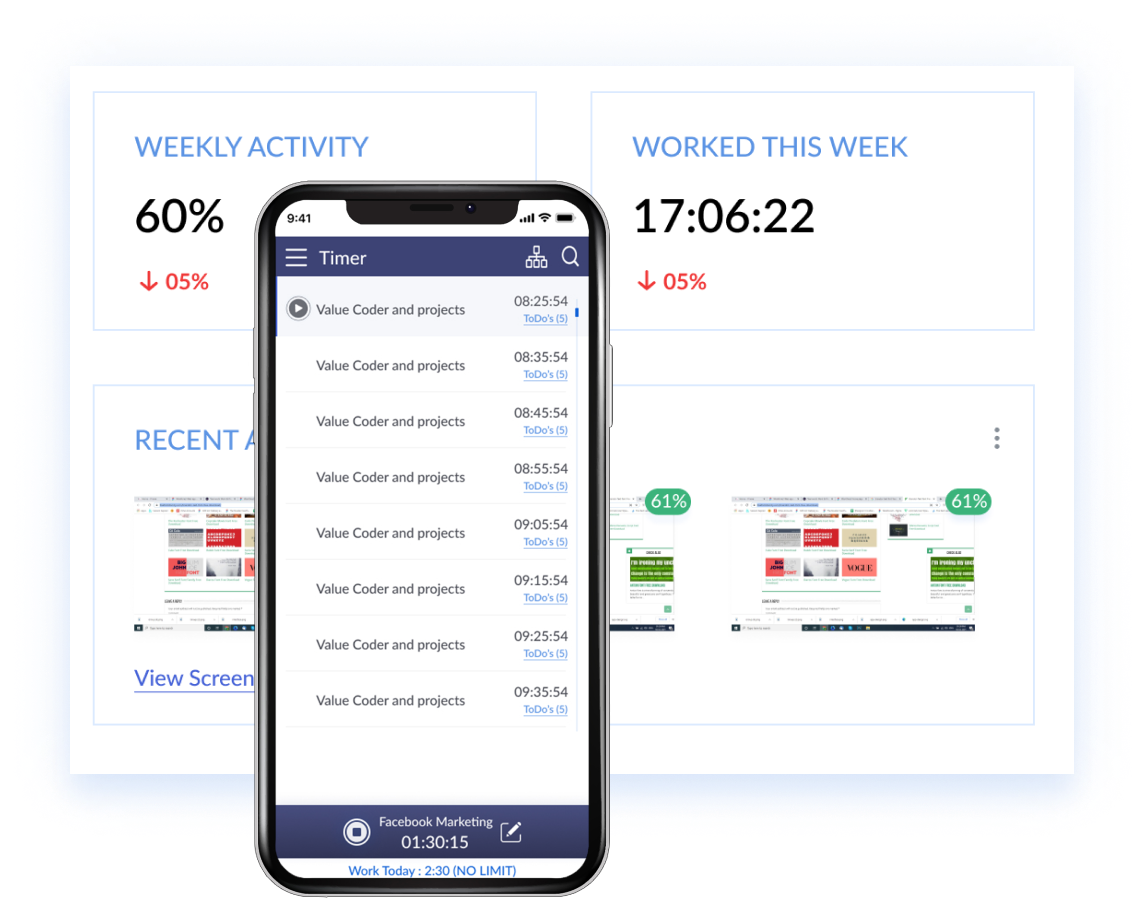 WEEKLY ACTIVITY
60%
05%
WORKED THIS WEEK
17:06:22
05%
RECENT
View Screen
61%
61%
BIG
JOHN
VOGUE
9:41
Timer
Value Coder and projects
08:25:54
ToDo's (5)
Value Coder and projects
08:35:54
ToDo's (5)
Value Coder and projects
08:45:54
ToDo's (5)
Value Coder and projects
08:55:54
ToDo's (5)
Value Coder and projects
09:05:54
ToDo's (5)
Value Coder and projects
09:15:54
ToDo's (5)
Value Coder and projects
09:25:54
ToDo's (5)
Value Coder and projects
09:35:54
ToDo's (5)
Facebook Marketing
01:30:15
Work Today : 2:30 (NO LIMIT)